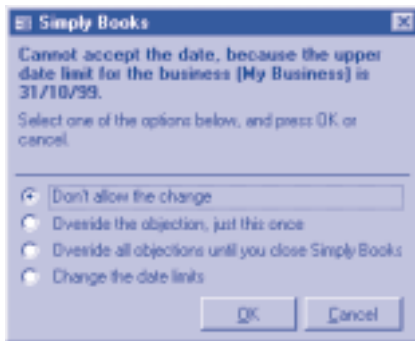 Simply Books
Cannot accept the date, because the upper
date limit for the business (My Business) is
31/10/99.
Select one of the options below, and press OK or
cancel.
Don't allow the change
Override the objection, just this once
Override all objections until you close Simply Books
Change the date limits
OK
Cancel